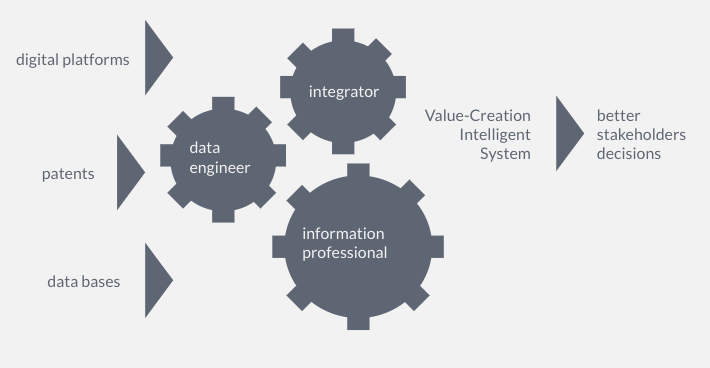 digital platforms
patents
data bases
data
engineer
integrator
information
professional
Value-Creation
Intelligent
System
better
stakeholders
decisions